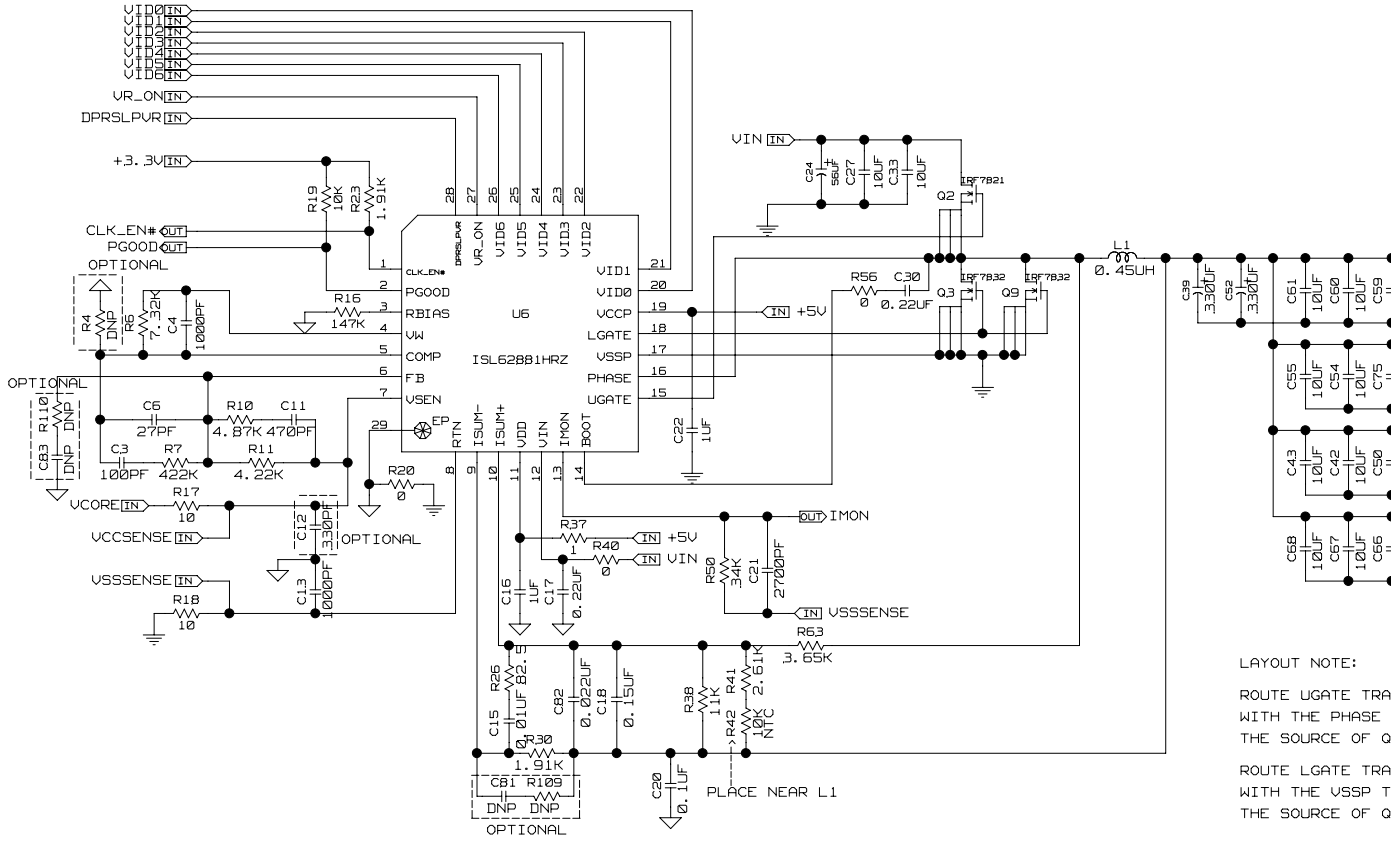 VID0 IN
VID1 IN
VID2 IN
VID3 IN
VID4 IN
VID5 IN
VID6 IN
VR_ON IN
DPRSLPVR IN
+3.3V IN
R19 10K
R23 1.91K
CLK_EN# OUT
PGOOD OUT
OPTIONAL
R4 DNP
R6 7.32K
C4 1000PF
R16
147K
28 27 26 25 24 23 22
DPRSLPVR VR_ON VID6 VID5 VID4 VID3 VID2
1 CLK_EN#
2 PGOOD
3 RBIAS
4 VW
5 COMP
6 FB
7 VSEN
29 EP
U6
ISL62881HRZ
VID1 21
VID0 20
VCCP 19
LGATE 18
VSSP 17
PHASE 16
UGATE 15
RTN ISUM- ISUM+ VDD VIN IMON BOOT
8 9 10 11 12 13 14
OPTIONAL
R110 DNP
C83 DNP
C6
27PF
R10
4.87K
C11
470PF
C3
100PF
R7
422K
R11
4.22K
R20
0
VCORE IN
R17
10
VCCSENSE IN
C12 330PF
OPTIONAL
VSSSENSE IN
R18
10
C13 1000PF
VIN IN
C24 56UF
+
C27 10UF
C33 10UF
IRF7821
Q2
IRF7832
Q3
IRF7832
Q9
R56
0
C30
0.22UF
IN +5V
C22 1UF
L1
0.45UH
C39 330UF
C52 330UF
C61 10UF
C60 10UF
C59
C55 10UF
C54 10UF
C75
C43 10UF
C42 10UF
C50
C68 10UF
C67 10UF
C66
OUT IMON
R37
1
IN +5V
R40
0
IN VIN
C16 1UF
C17 0.22UF
R50 34K
C21 2700PF
IN VSSSENSE
R63
3.65K
R26 82.5
C15 0.01UF
C82 0.022UF
C18 0.15UF
R38 11K
R41 2.61K
R42 10K NTC
R30
1.91K
C81 R109
DNP DNP
OPTIONAL
C20 0.1UF
PLACE NEAR L1
LAYOUT NOTE:
ROUTE UGATE TRA
WITH THE PHASE
THE SOURCE OF Q
ROUTE LGATE TRA
WITH THE VSSP T
THE SOURCE OF Q